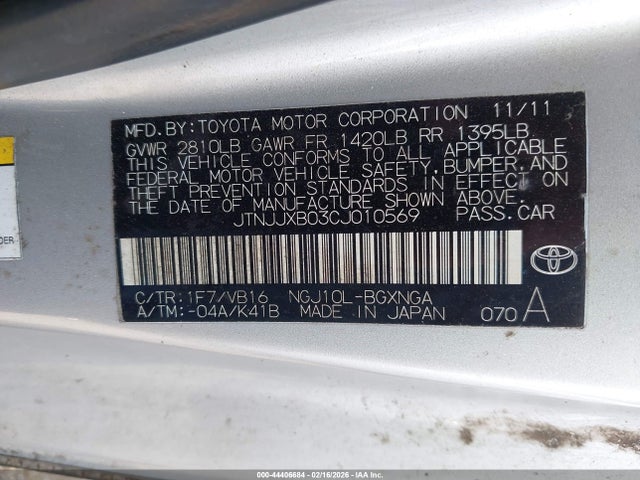 MFD.BY:TOYOTA MOTOR CORPORATION 11/11
GVWR 2810LB GAWR FR 1420LB RR 1395LB
THIS VEHICLE CONFORMS TO ALL APPLICABLE
FEDERAL MOTOR VEHICLE SAFETY,BUMPER,AND
THEFT PREVENTION STANDARDS IN EFFECT ON
THE DATE OF MANUFACTURE SHOWN ABOVE.
JTNJJXB03CJ010569 PASS.CAR
C/TR:1F7/VB16 NGJ10L-BGXNGA
A/TM:-04A/K41B MADE IN JAPAN 070 A
000-44406684 02/16/2026 IAA Inc.